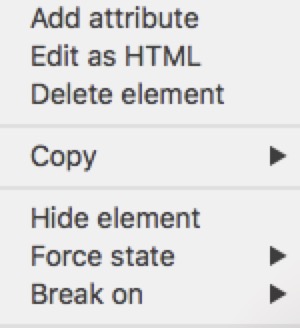 Add attribute
Edit as HTML
Delete element
Copy
Hide element
Force state
Break on